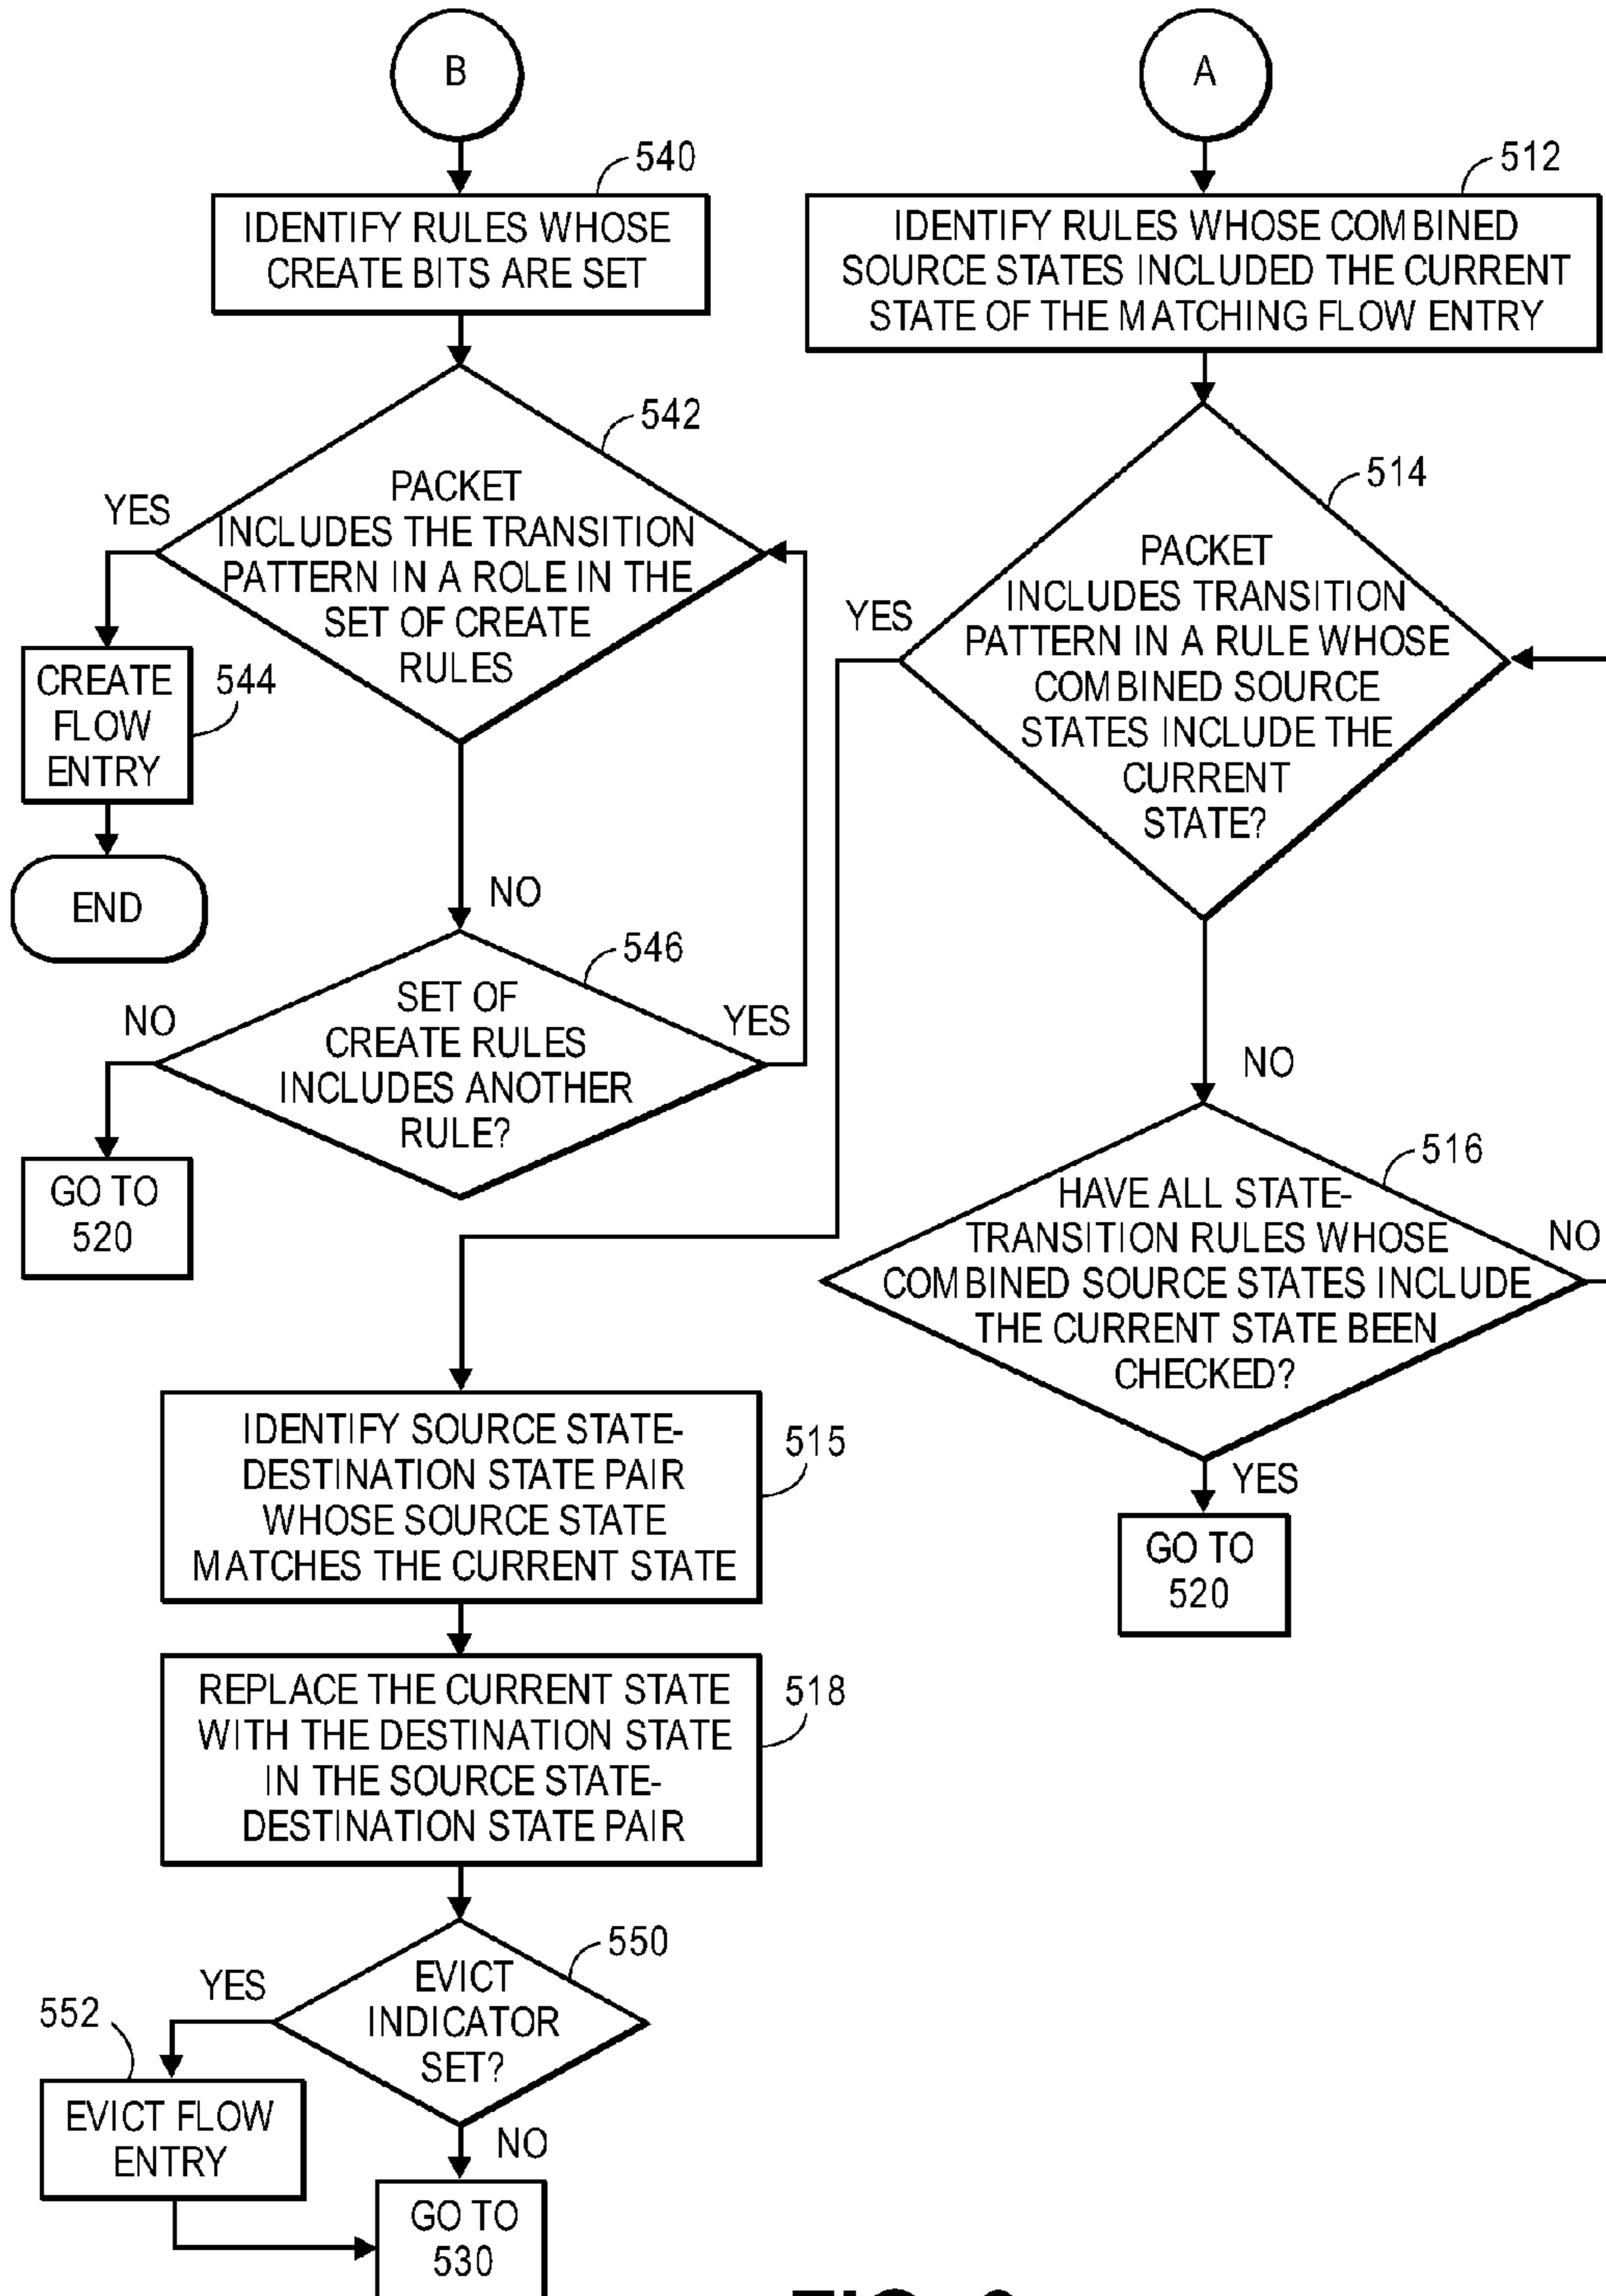 B
540
IDENTIFY RULES WHOSE
CREATE BITS ARE SET
542
PACKET
INCLUDES THE TRANSITION
PATTERN IN A ROLE IN THE
SET OF CREATE
RULES
YES
CREATE
FLOW
ENTRY
544
END
NO
546
SET OF
CREATE RULES
INCLUDES ANOTHER
RULE?
NO
YES
GO TO
520
A
512
IDENTIFY RULES WHOSE COMBINED
SOURCE STATES INCLUDED THE CURRENT
STATE OF THE MATCHING FLOW ENTRY
514
PACKET
INCLUDES TRANSITION
PATTERN IN A RULE WHOSE
COMBINED SOURCE
STATES INCLUDE THE
CURRENT
STATE?
YES
NO
516
HAVE ALL STATE-
TRANSITION RULES WHOSE
COMBINED SOURCE STATES INCLUDE
THE CURRENT STATE BEEN
CHECKED?
NO
YES
GO TO
520
IDENTIFY SOURCE STATE-
DESTINATION STATE PAIR
WHOSE SOURCE STATE
MATCHES THE CURRENT STATE
515
REPLACE THE CURRENT STATE
WITH THE DESTINATION STATE
IN THE SOURCE STATE-
DESTINATION STATE PAIR
518
550
EVICT
INDICATOR
SET?
YES
552
EVICT FLOW
ENTRY
NO
GO TO
530